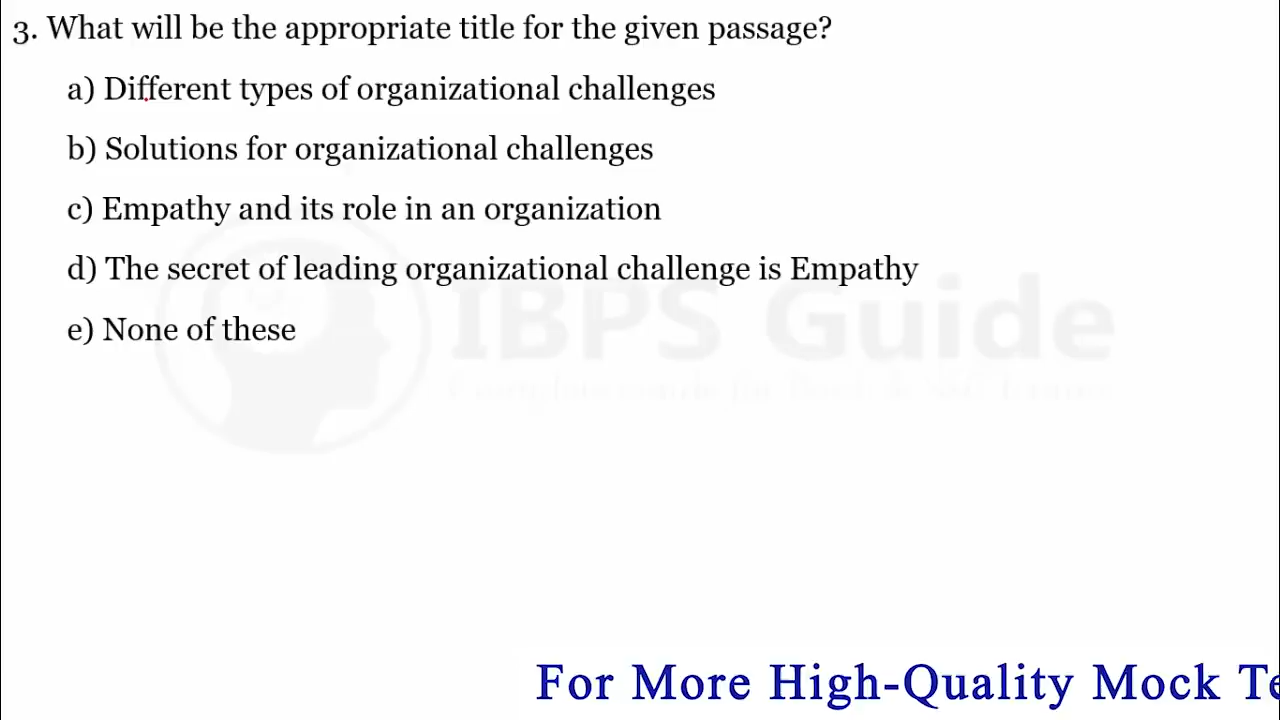 3. What will be the appropriate title for the given passage?
a) Different types of organizational challenges
b) Solutions for organizational challenges
c) Empathy and its role in an organization
d) The secret of leading organizational challenge is Empathy
e) None of these
IBPS Guide
For More High-Quality Mock Te